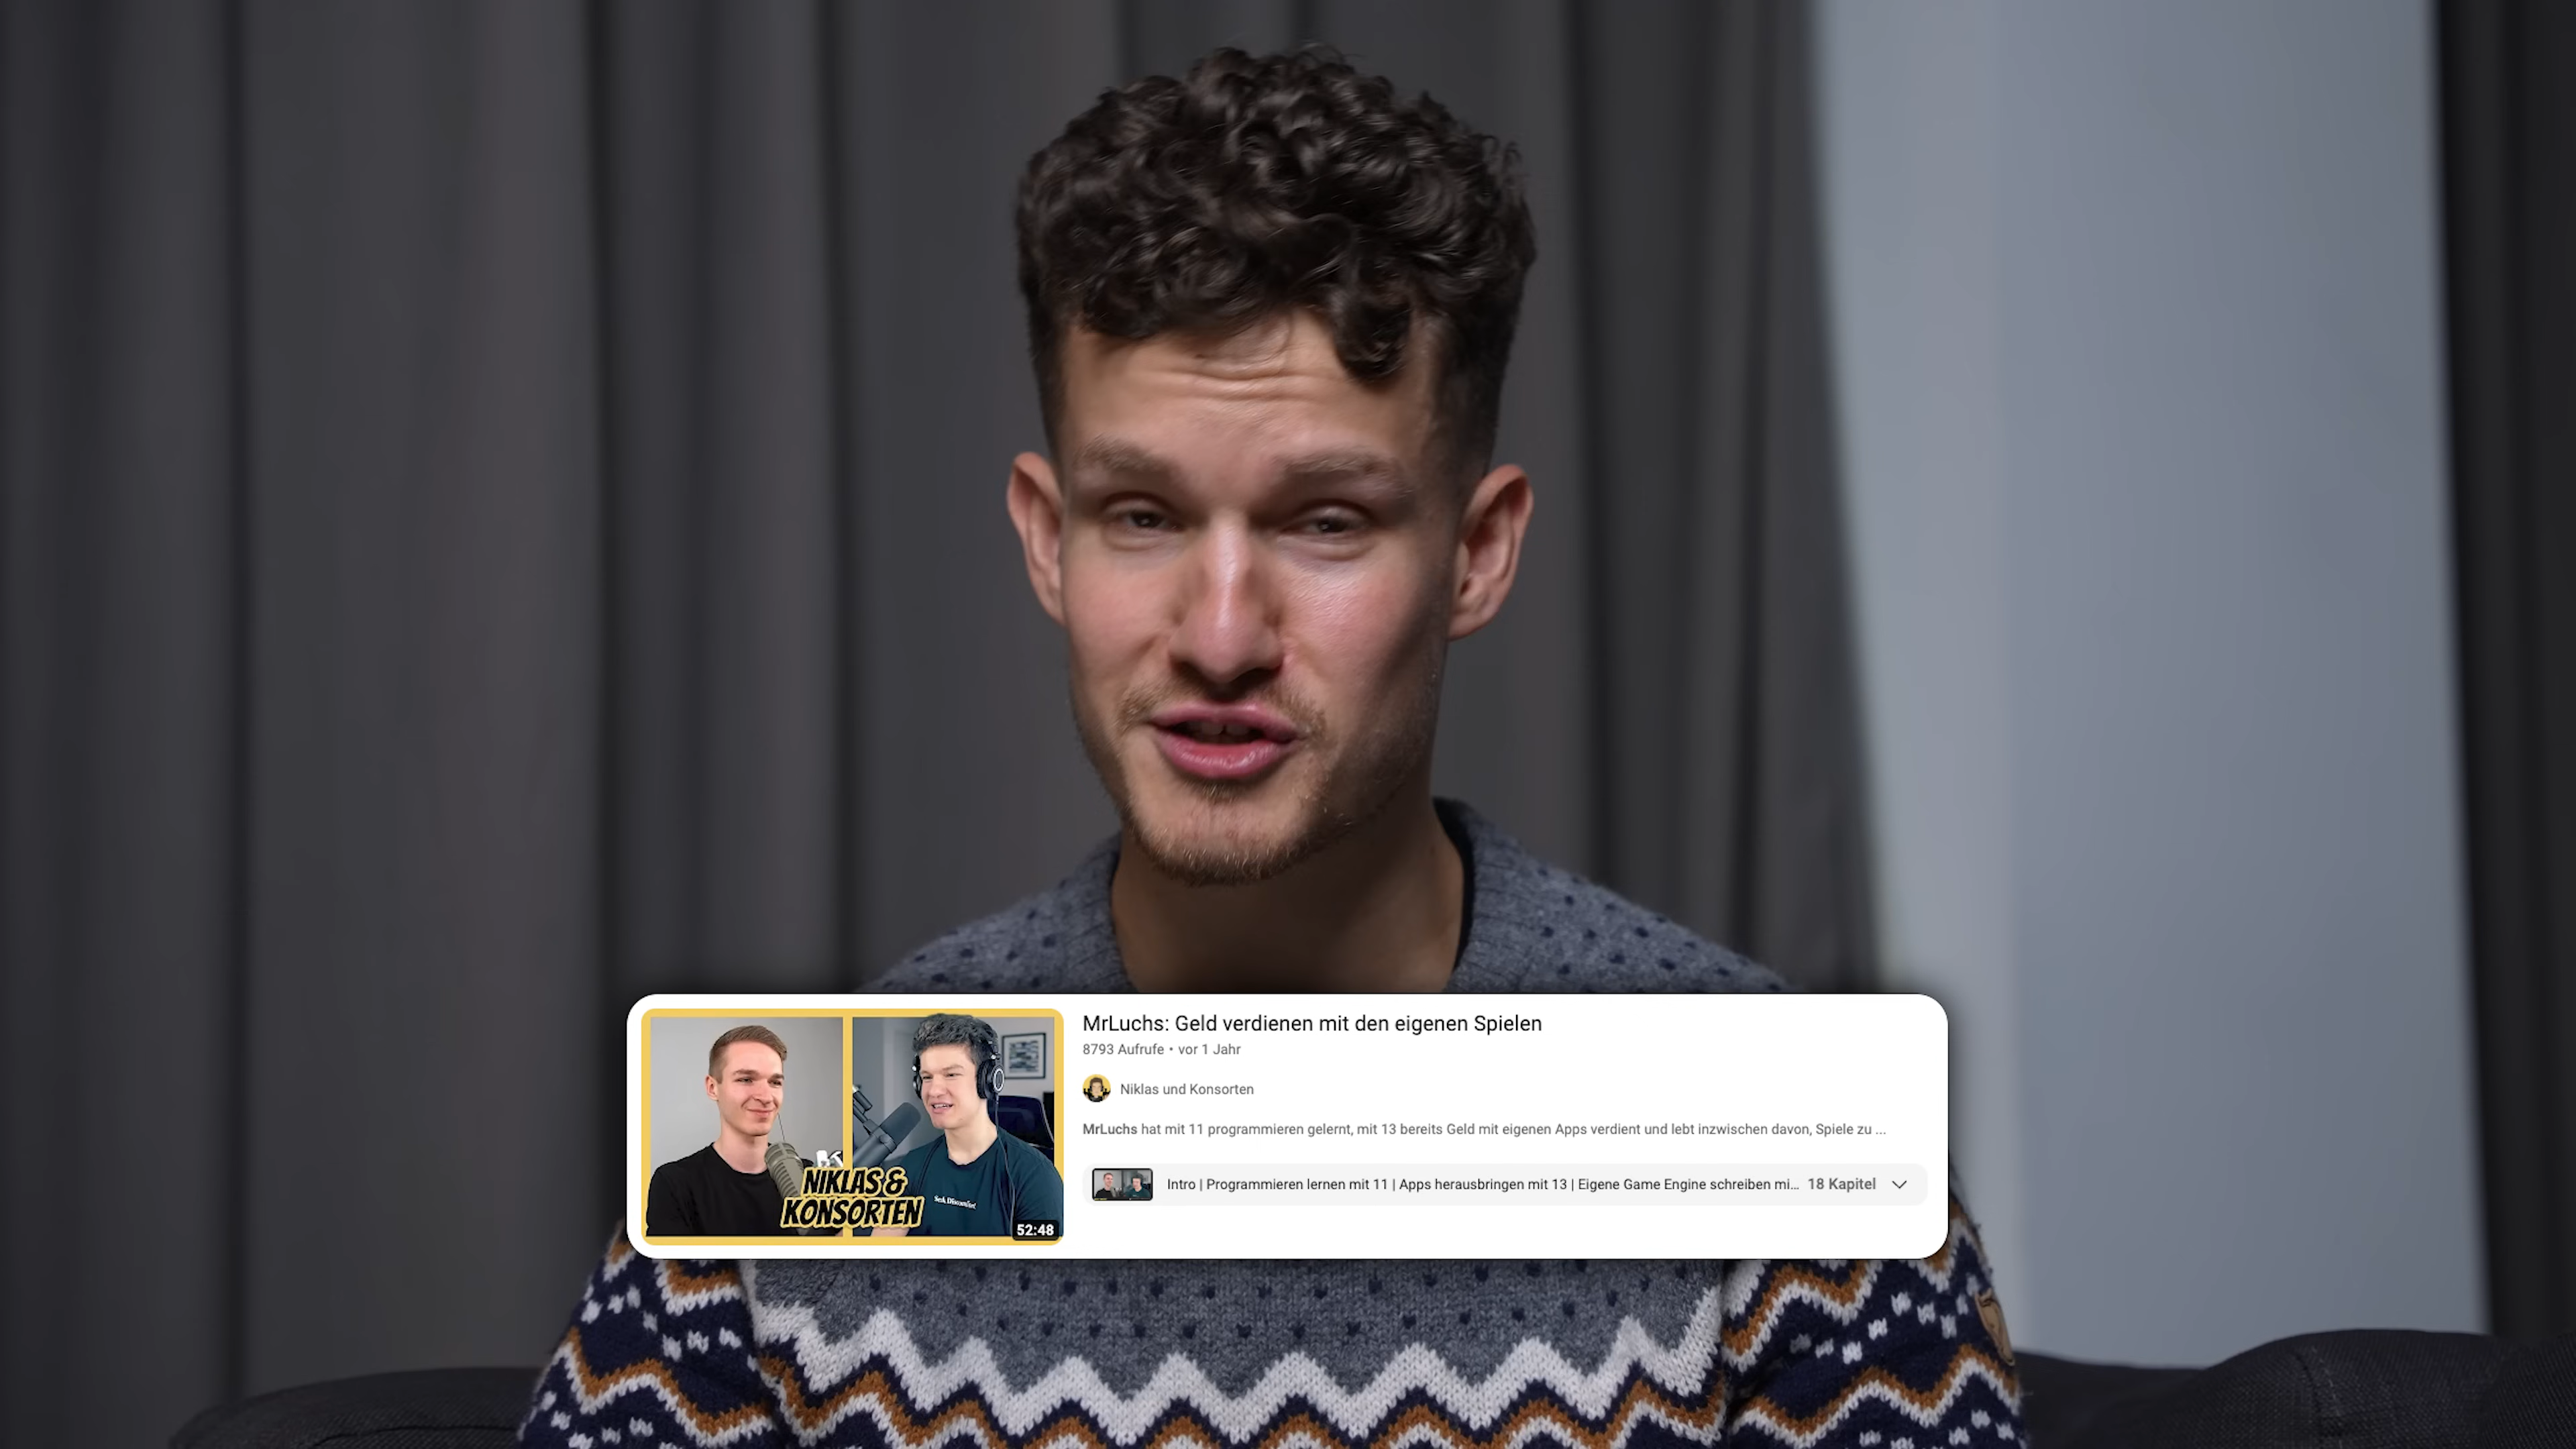 MrLuchs: Geld verdienen mit den eigenen Spielen
8793 Aufrufe • vor 1 Jahr
Niklas und Konsorten
MrLuchs hat mit 11 programmieren gelernt, mit 13 bereits Geld mit eigenen Apps verdient und lebt inzwischen davon, Spiele zu ...
Intro | Programmieren lernen mit 11 | Apps herausbringen mit 13 | Eigene Game Engine schreiben mi... 18 Kapitel
NIKLAS &
KONSORTEN
Seek Discomfort
52:48